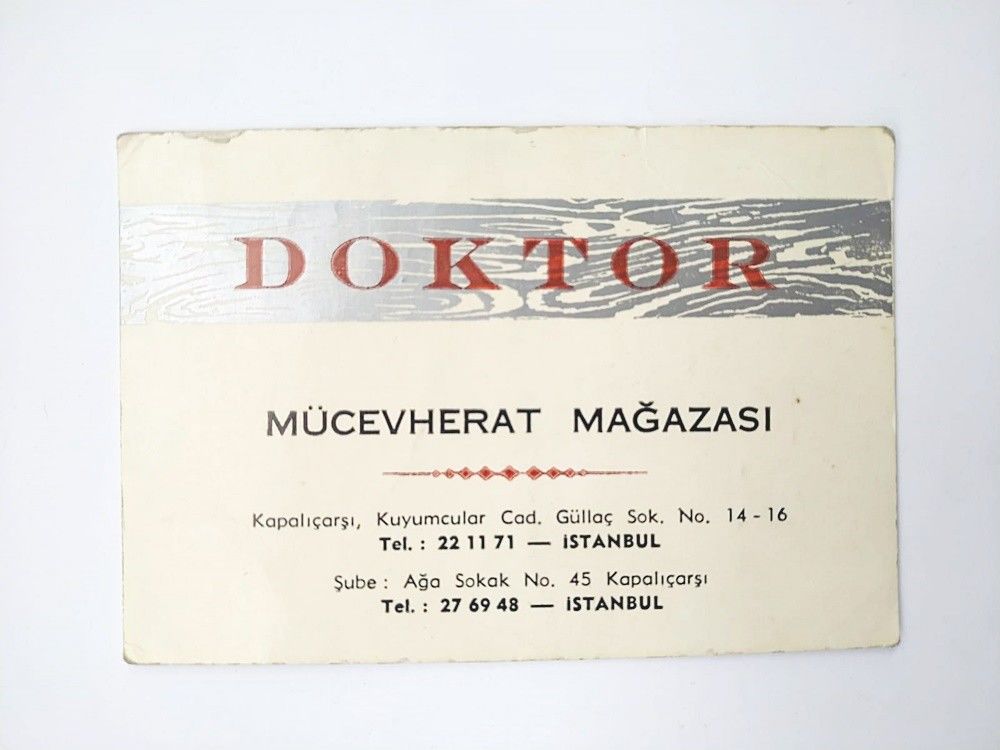 DOKTOR
MÜCEVHERAT MAĞAZASI
Kapalıçarşı, Kuyumcular Cad. Güllaç Sok. No. 14 - 16
Tel. : 22 11 71 — İSTANBUL
Şube : Ağa Sokak No. 45 Kapalıçarşı
Tel. : 27 69 48 — İSTANBUL